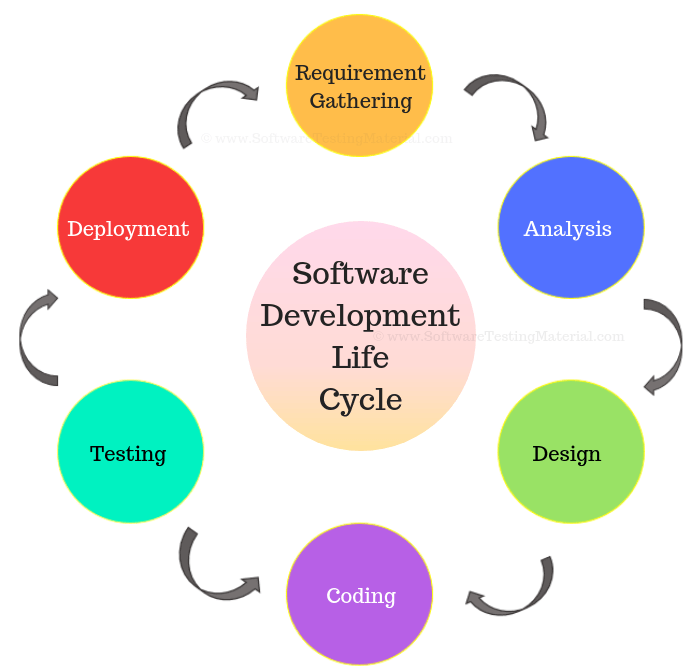 Requirement
Gathering
© www.SoftwareTestingMaterial.com
Deployment
Analysis
Software
Development
Life
Cycle
© www.SoftwareTestingMaterial.com
Testing
Design
Coding